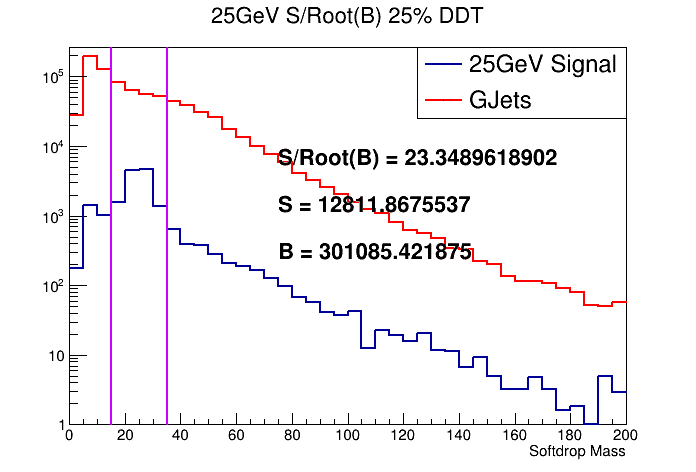 25GeV S/Root(B) 25% DDT
25GeV Signal
GJets
S/Root(B) = 23.3489618902
S = 12811.8675537
B = 301085.421875
10^5
10^4
10^3
10^2
10
1
0 20 40 60 80 100 120 140 160 180 200
Softdrop Mass